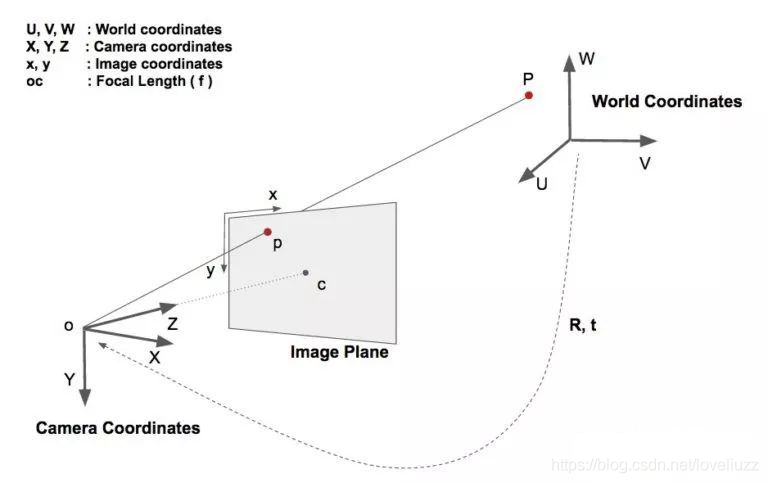 U, V, W : World coordinates
X, Y, Z : Camera coordinates
x, y : Image coordinates
oc : Focal Length ( f )
W
P
World Coordinates
V
U
x
p
y
c
o
Z
X
R, t
Image Plane
Y
Camera Coordinates
https://blog.csdn.net/loveliuzz